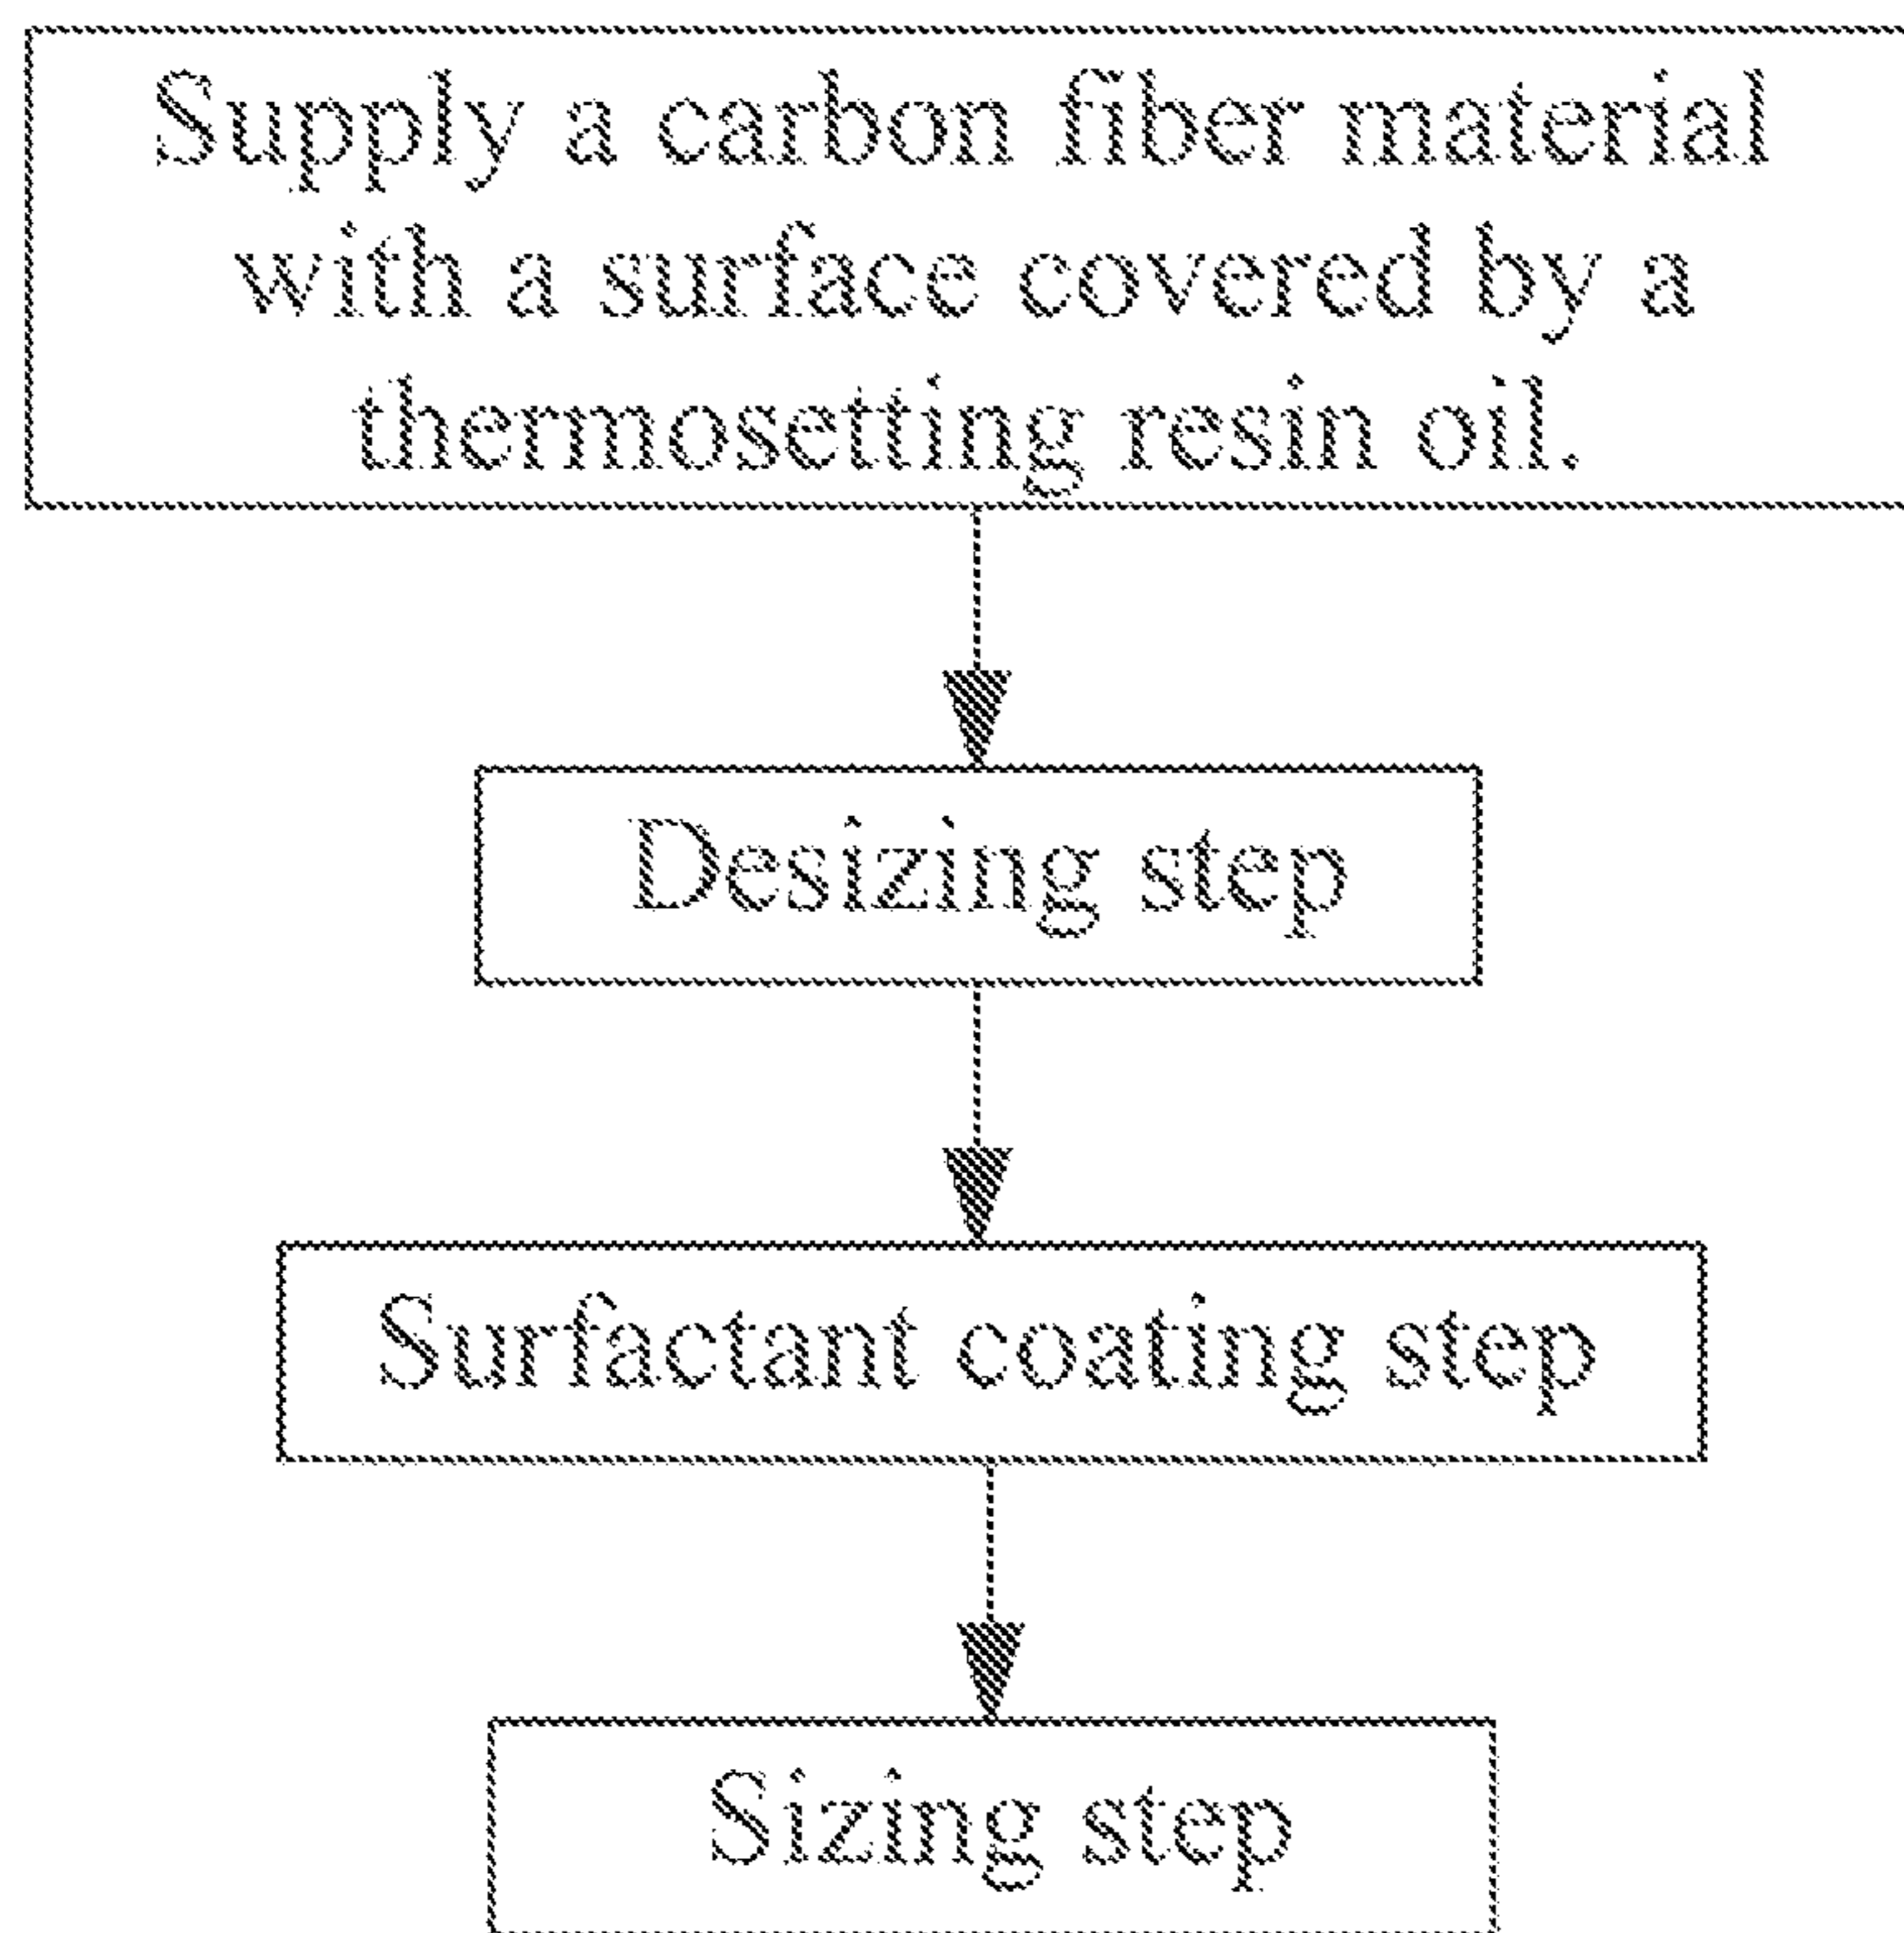 Supply a carbon fiber material
with a surface covered by a
thermosetting resin oil.
Desizing step
Surfactant coating step
Sizing step